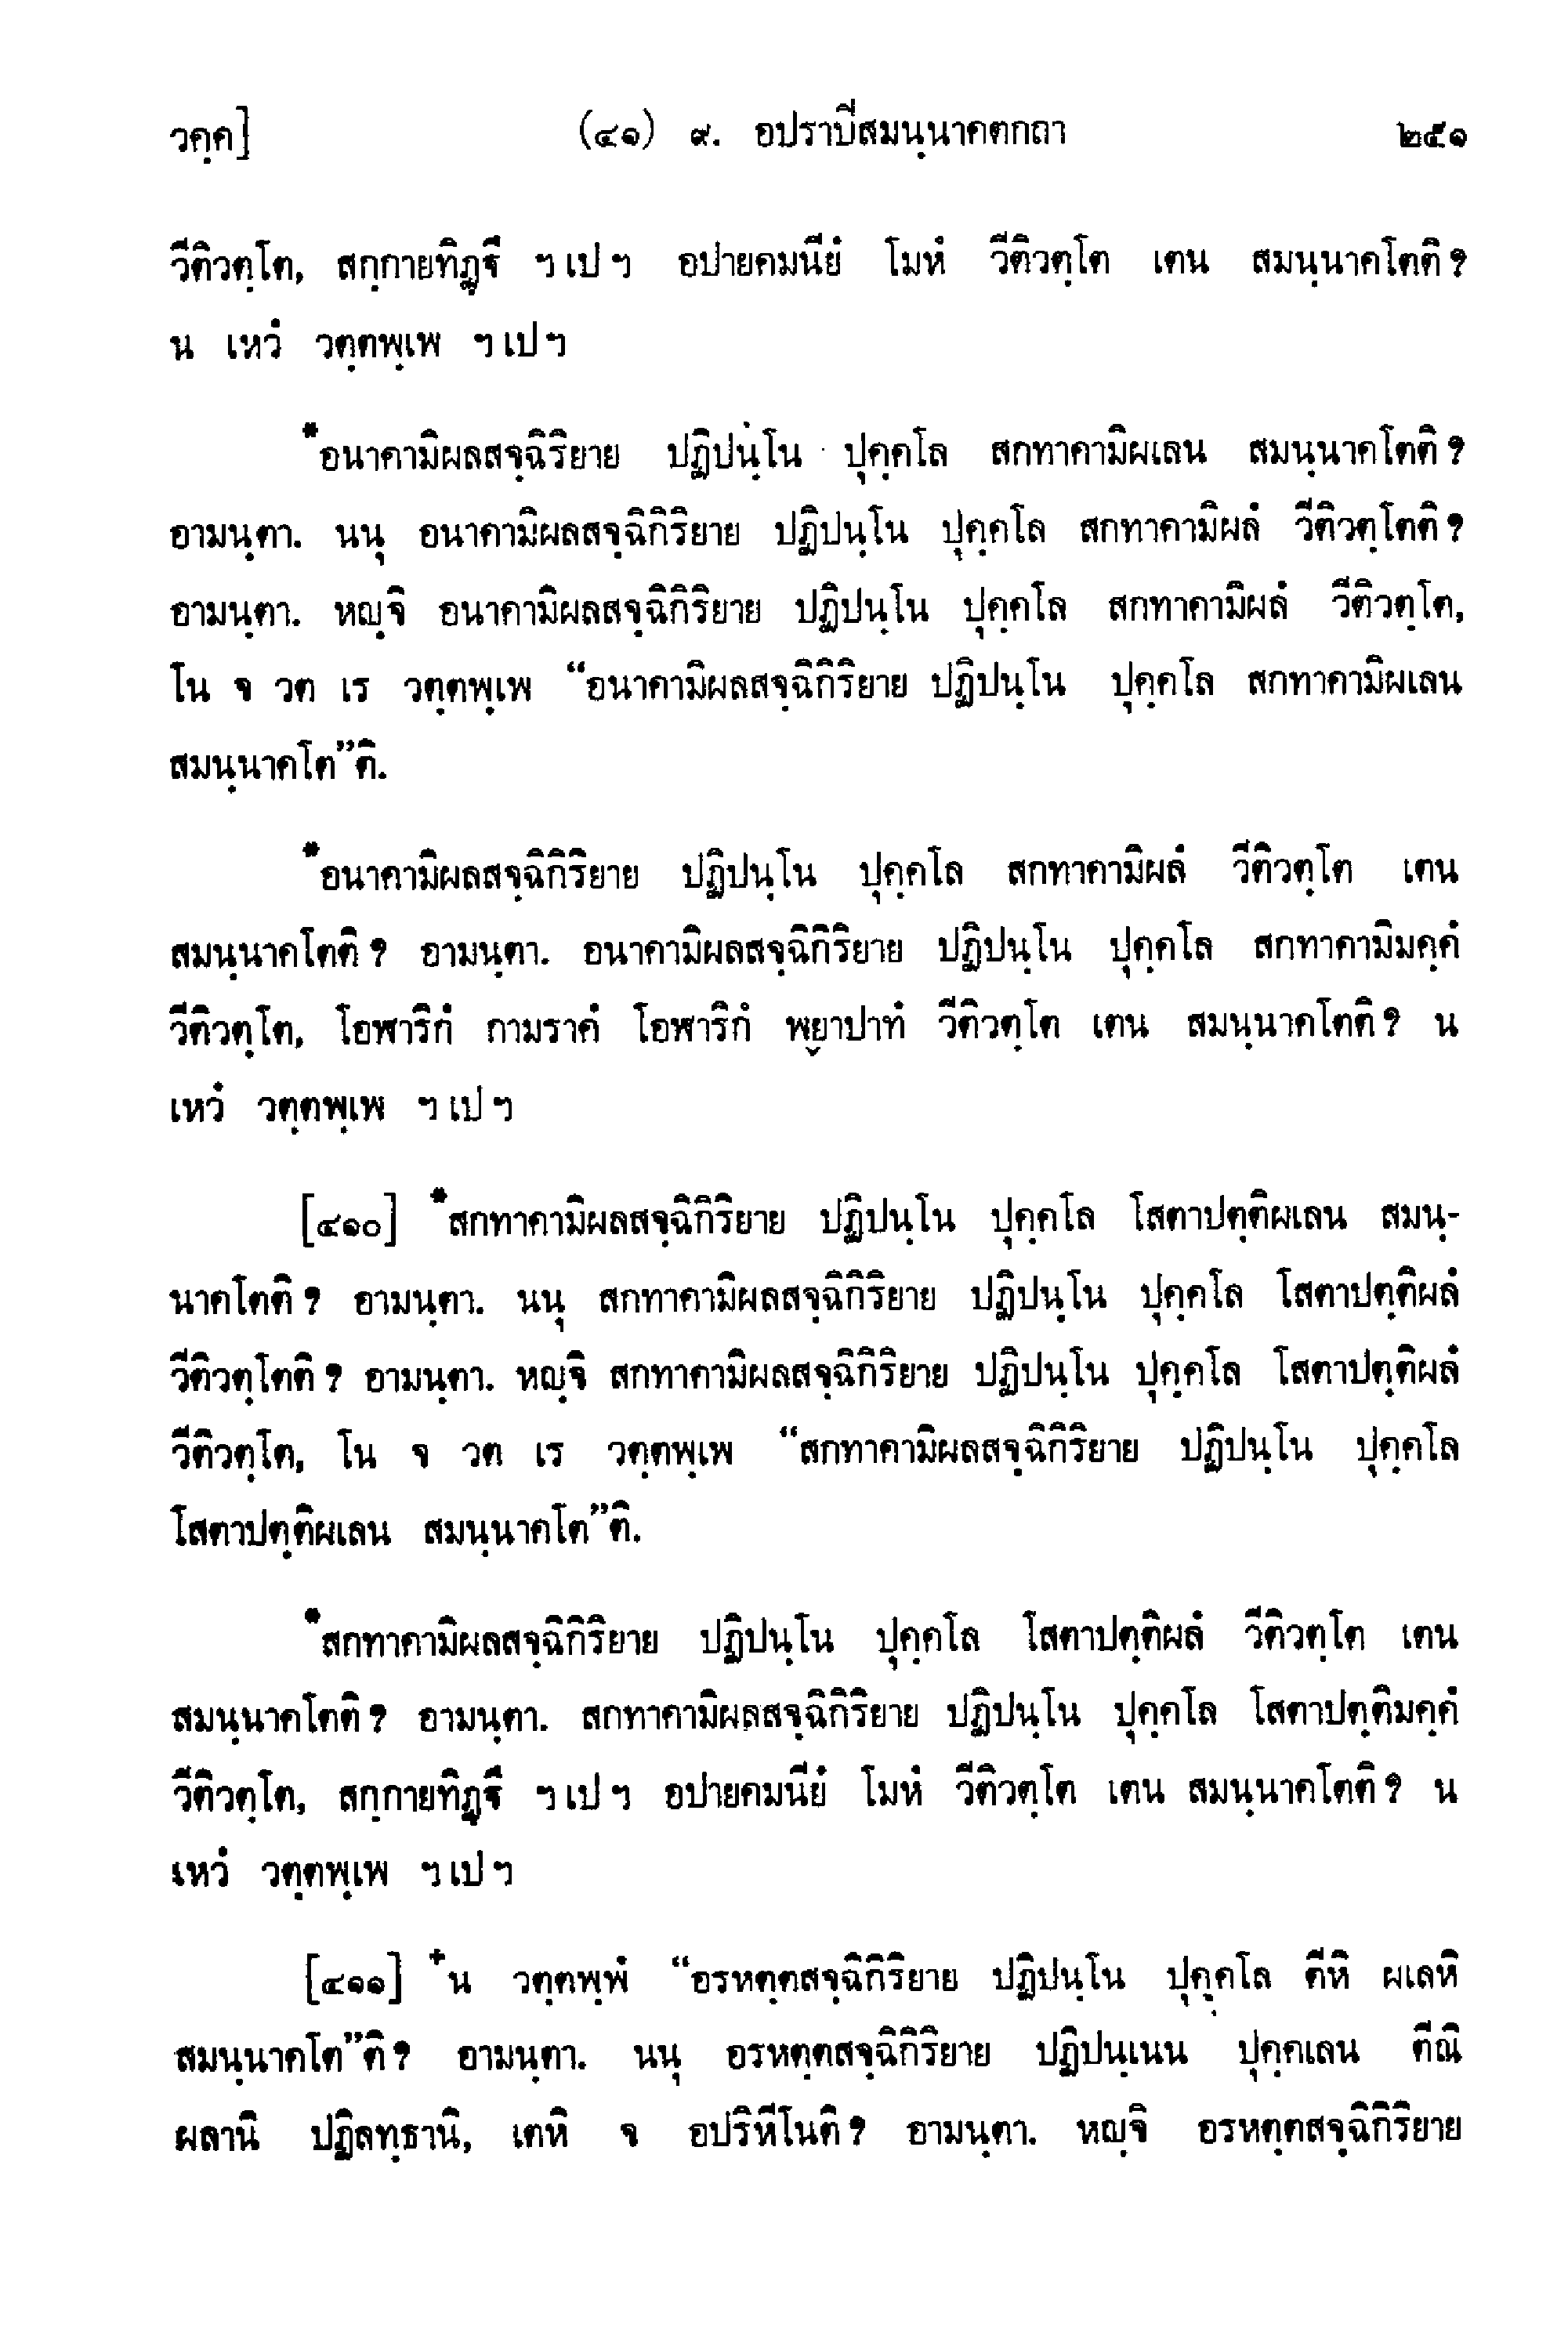 วคฺค]
(๔๑) ๙. อปราปิสมนฺนาคตกถา
๒๕๑
วีติวตฺโต, สกฺกายทิฏฺฐึ ฯ เป ฯ อปายคมนียํ โมหํ วีติวตฺโต เตน สมนฺนาคโตติ ?
น เหวํ วตฺตพฺเพ ฯ เป ฯ
*อนาคามิผลสจฺฉิริยาย ปฏิปนฺโน ปุคฺคโล สกทาคามิผเลน สมนฺนาคโตติ ?
อามนฺตา. นนุ อนาคามิผลสจฺฉิกิริยาย ปฏิปนฺโน ปุคฺคโล สกทาคามิผลํ วีติวตฺโตติ ?
อามนฺตา. หญฺจิ อนาคามิผลสจฺฉิกิริยาย ปฏิปนฺโน ปุคฺคโล สกทาคามิผลํ วีติวตฺโต,
โน จ วต เร วตฺตพฺเพ “อนาคามิผลสจฺฉิกิริยาย ปฏิปนฺโน ปุคฺคโล สกทาคามิผเลน
สมนฺนาคโต”ติ.
*อนาคามิผลสจฺฉิกิริยาย ปฏิปนฺโน ปุคฺคโล สกทาคามิผลํ วีติวตฺโต เตน
สมนฺนาคโตติ ? อามนฺตา. อนาคามิผลสจฺฉิกิริยาย ปฏิปนฺโน ปุคฺคโล สกทาคามิมคฺคํ
วีติวตฺโต, โอฬาริกํ กามราคํ โอฬาริกํ พฺยาปาทํ วีติวตฺโต เตน สมนฺนาคโตติ ? น
เหวํ วตฺตพฺเพ ฯ เป ฯ
[๔๑๐] *สกทาคามิผลสจฺฉิกิริยาย ปฏิปนฺโน ปุคฺคโล โสตาปตฺติผเลน สมนฺ-
นาคโตติ ? อามนฺตา. นนุ สกทาคามิผลสจฺฉิกิริยาย ปฏิปนฺโน ปุคฺคโล โสตาปตฺติผลํ
วีติวตฺโตติ ? อามนฺตา. หญฺจิ สกทาคามิผลสจฺฉิกิริยาย ปฏิปนฺโน ปุคฺคโล โสตาปตฺติผลํ
วีติวตฺโต, โน จ วต เร วตฺตพฺเพ “สกทาคามิผลสจฺฉิกิริยาย ปฏิปนฺโน ปุคฺคโล
โสตาปตฺติผเลน สมนฺนาคโต”ติ.
*สกทาคามิผลสจฺฉิกิริยาย ปฏิปนฺโน ปุคฺคโล โสตาปตฺติผลํ วีติวตฺโต เตน
สมนฺนาคโตติ ? อามนฺตา. สกทาคามิผลสจฺฉิกิริยาย ปฏิปนฺโน ปุคฺคโล โสตาปตฺติมคฺคํ
วีติวตฺโต, สกฺกายทิฏฺฐึ ฯ เป ฯ อปายคมนียํ โมหํ วีติวตฺโต เตน สมนฺนาคโตติ ? น
เหวํ วตฺตพฺเพ ฯ เป ฯ
[๔๑๑] +น วตฺตพฺพํ “อรหตฺตสจฺฉิกิริยาย ปฏิปนฺโน ปุคฺคโล ตีหิ ผเลหิ
สมนฺนาคโต”ติ ? อามนฺตา. นนุ อรหตฺตสจฺฉิกิริยาย ปฏิปนฺเนน ปุคฺคเลน ตีณิ
ผลานิ ปฏิลทฺธานิ, เตหิ จ อปริหีโนติ ? อามนฺตา. หญฺจิ อรหตฺตสจฺฉิกิริยาย